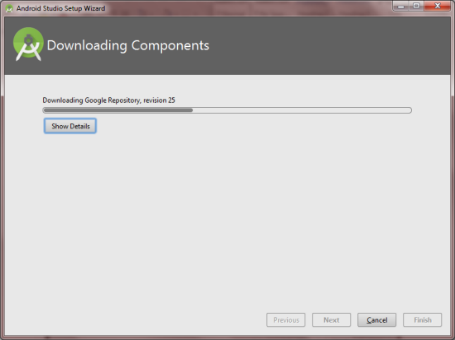 Android Studio Setup Wizard
Downloading Components
Downloading Google Repository, revision 25
Show Details
Previous Next Cancel Finish